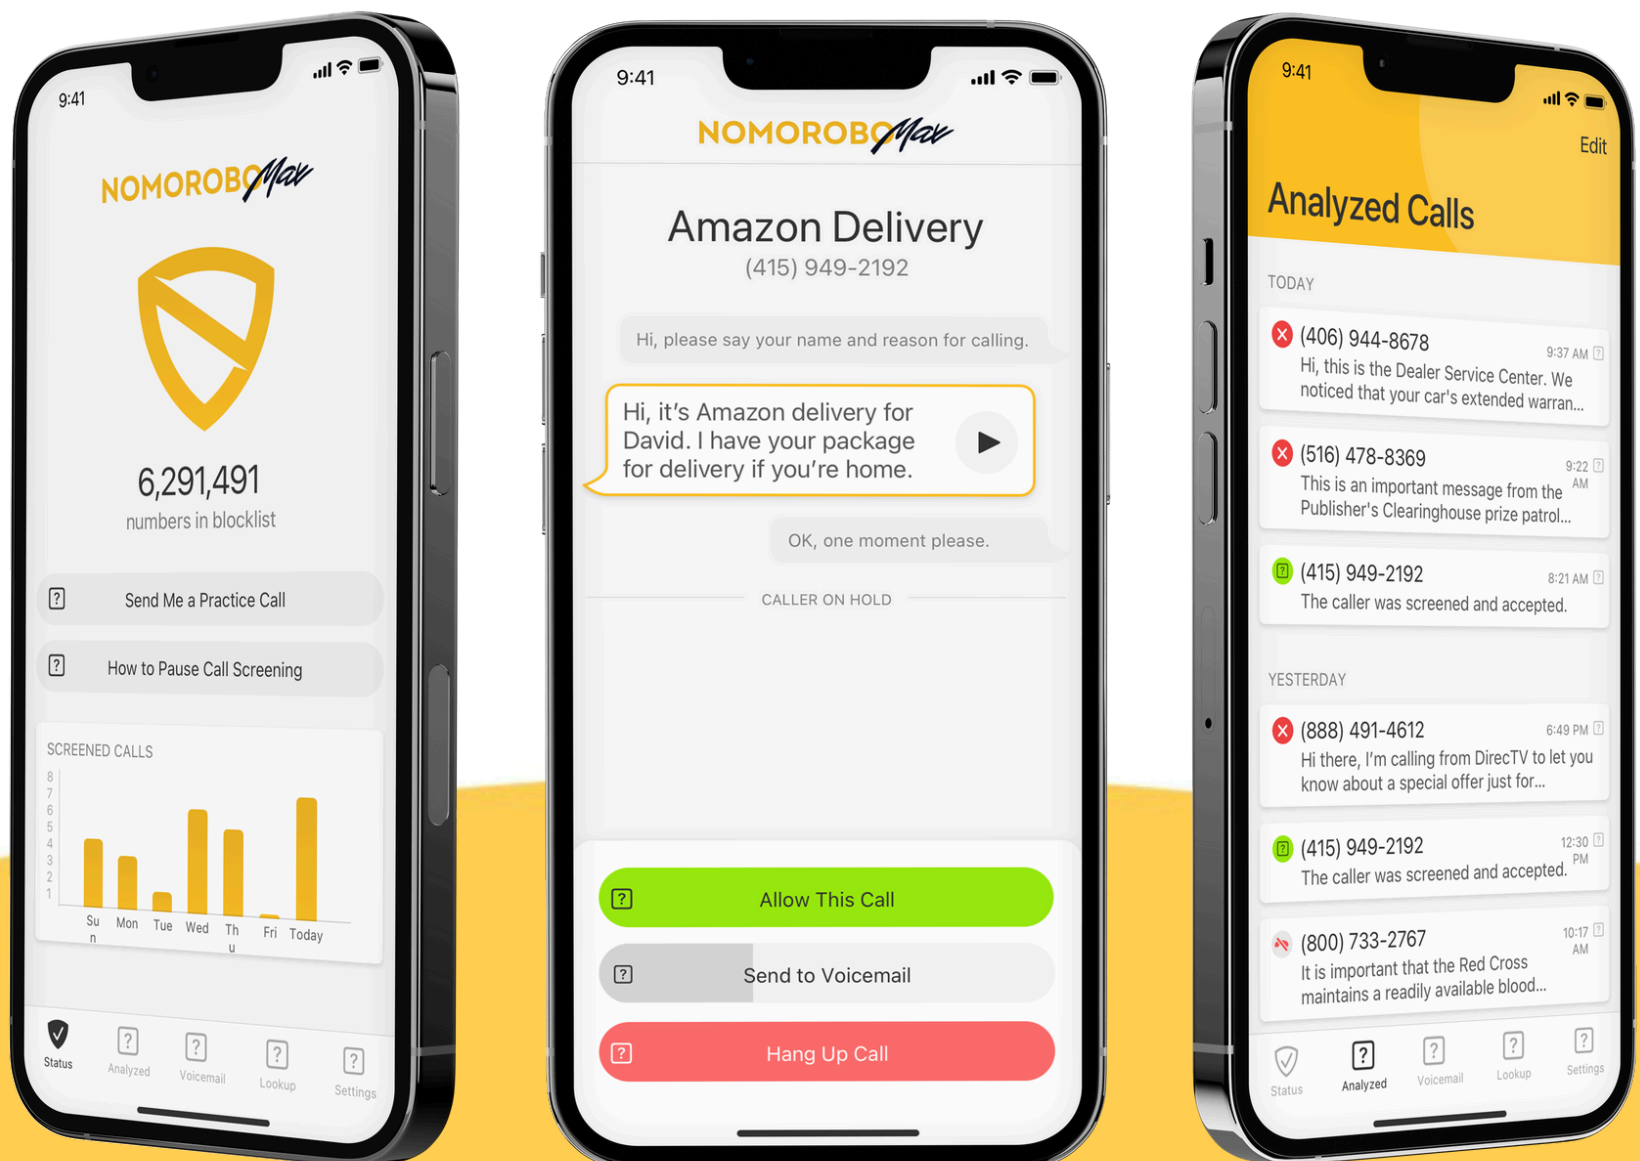 9:41
NOMOROBO Max
6,291,491
numbers in blocklist
Send Me a Practice Call
How to Pause Call Screening
SCREENED CALLS
8
7
6
5
4
3
2
1
Su
n
Mon
Tue
Wed
Th
u
Fri
Today
Status
Analyzed
Voicemail
Lookup
Settings
9:41
NOMOROBO Max
Amazon Delivery
(415) 949-2192
Hi, please say your name and reason for calling.
Hi, it’s Amazon delivery for
David. I have your package
for delivery if you’re home.
OK, one moment please.
CALLER ON HOLD
Allow This Call
Send to Voicemail
Hang Up Call
9:41
Edit
Analyzed Calls
TODAY
(406) 944-8678
9:37 AM
Hi, this is the Dealer Service Center. We
noticed that your car's extended warran...
(516) 478-8369
9:22
AM
This is an important message from the
Publisher's Clearinghouse prize patrol...
(415) 949-2192
8:21 AM
The caller was screened and accepted.
YESTERDAY
(888) 491-4612
6:49 PM
Hi there, I’m calling from DirecTV to let you
know about a special offer just for...
(415) 949-2192
12:30
PM
The caller was screened and accepted.
(800) 733-2767
10:17
AM
It is important that the Red Cross
maintains a readily available blood...
Status
Analyzed
Voicemail
Lookup
Settings